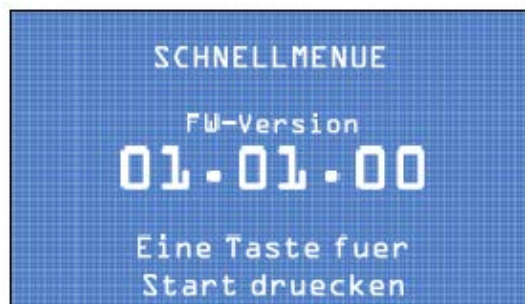 SCHNELLMENUE
FW-Version
01.01.00
Eine Taste fuer
Start druecken